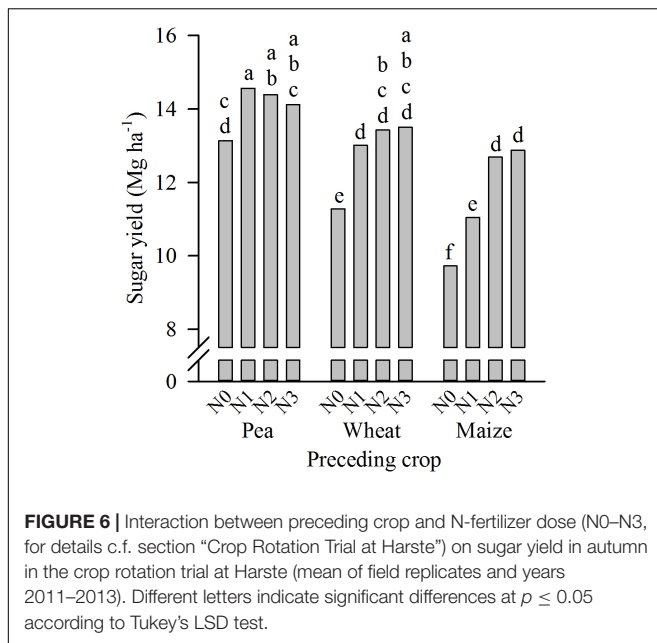 a a
a b b
c a b b c c
d a b c d d d d d
e e
f
16
14
12
10
8
0
Sugar yield (Mg ha⁻¹)
N0 N1 N2 N3 N0 N1 N2 N3 N0 N1 N2 N3
Pea Wheat Maize
Preceding crop
FIGURE 6 | Interaction between preceding crop and N-fertilizer dose (N0–N3,
for details c.f. section “Crop Rotation Trial at Harste”) on sugar yield in autumn
in the crop rotation trial at Harste (mean of field replicates and years
2011–2013). Different letters indicate significant differences at p ≤ 0.05
according to Tukey’s LSD test.